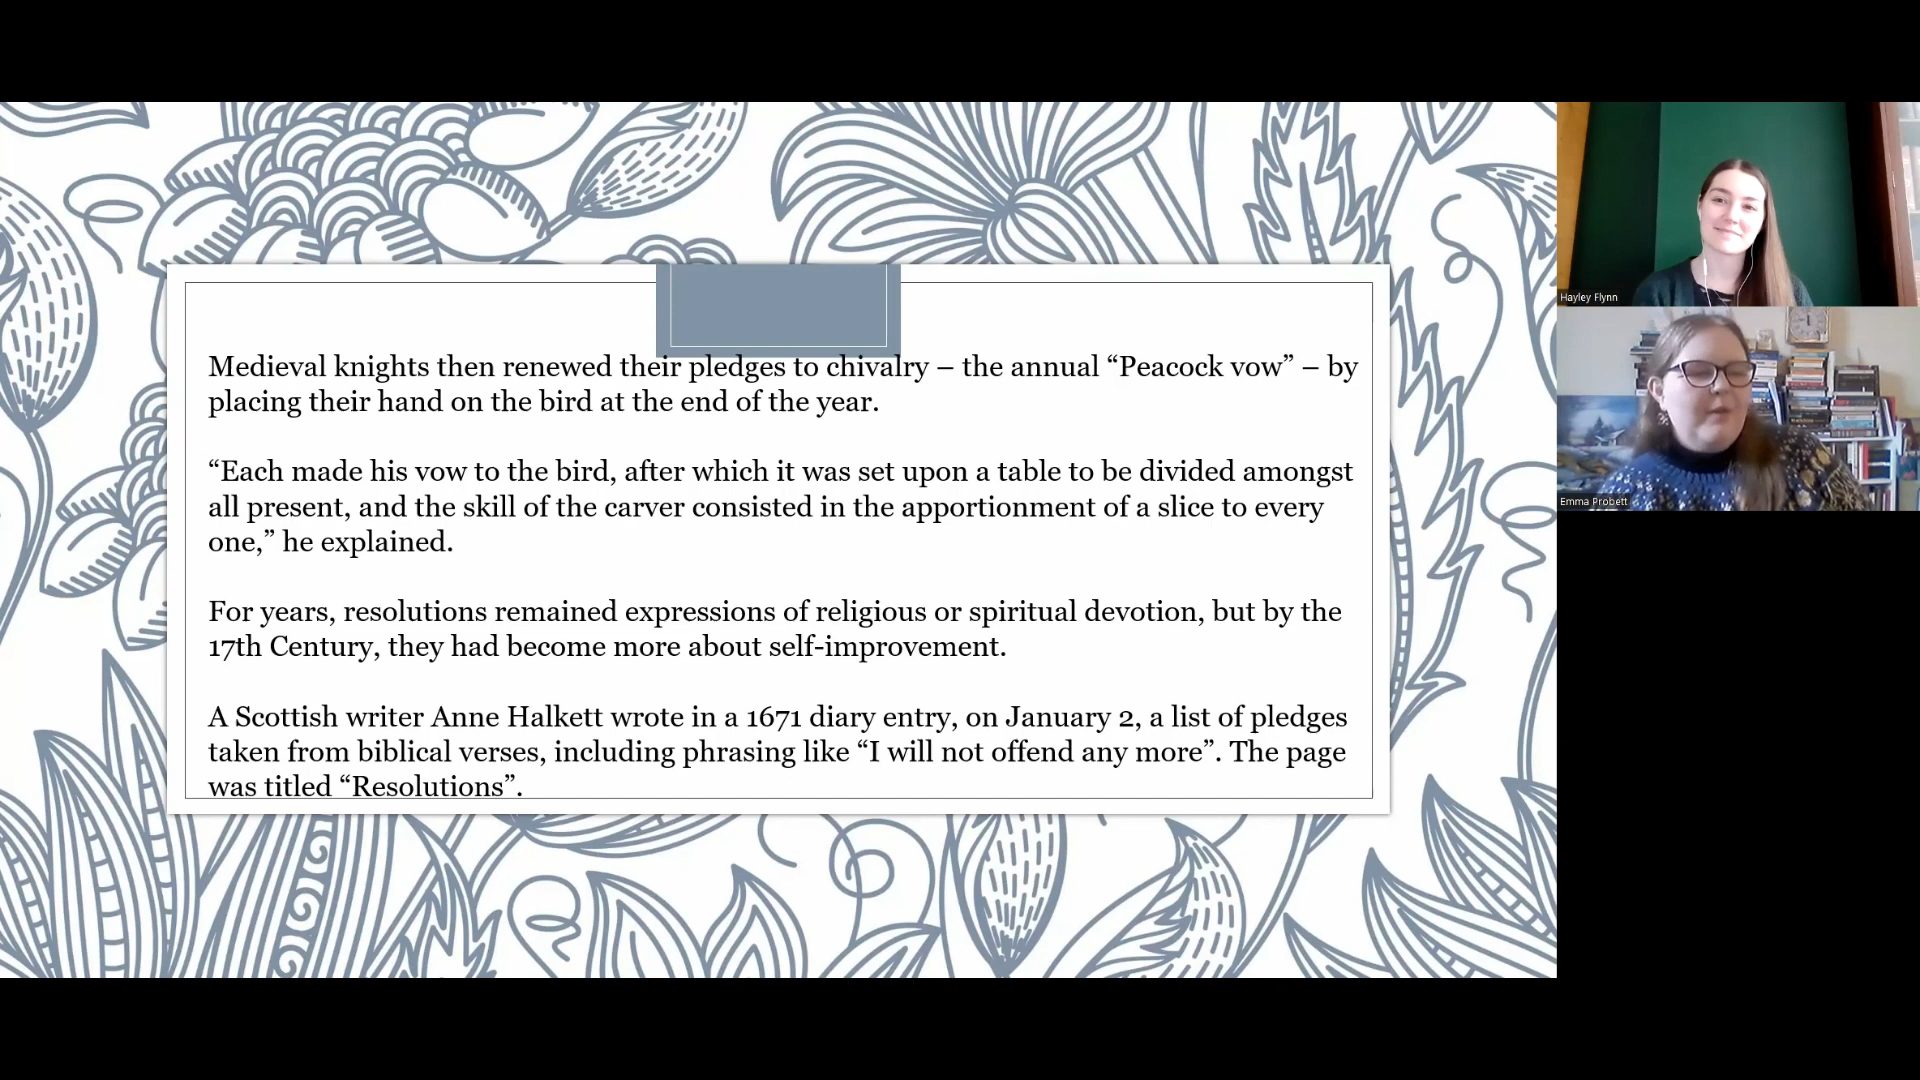 Medieval knights then renewed their pledges to chivalry – the annual “Peacock vow” – by
placing their hand on the bird at the end of the year.
“Each made his vow to the bird, after which it was set upon a table to be divided amongst
all present, and the skill of the carver consisted in the apportionment of a slice to every
one,” he explained.
For years, resolutions remained expressions of religious or spiritual devotion, but by the
17th Century, they had become more about self-improvement.
A Scottish writer Anne Halkett wrote in a 1671 diary entry, on January 2, a list of pledges
taken from biblical verses, including phrasing like “I will not offend any more”. The page
was titled “Resolutions”.
Hayley Flynn
Emma Probett